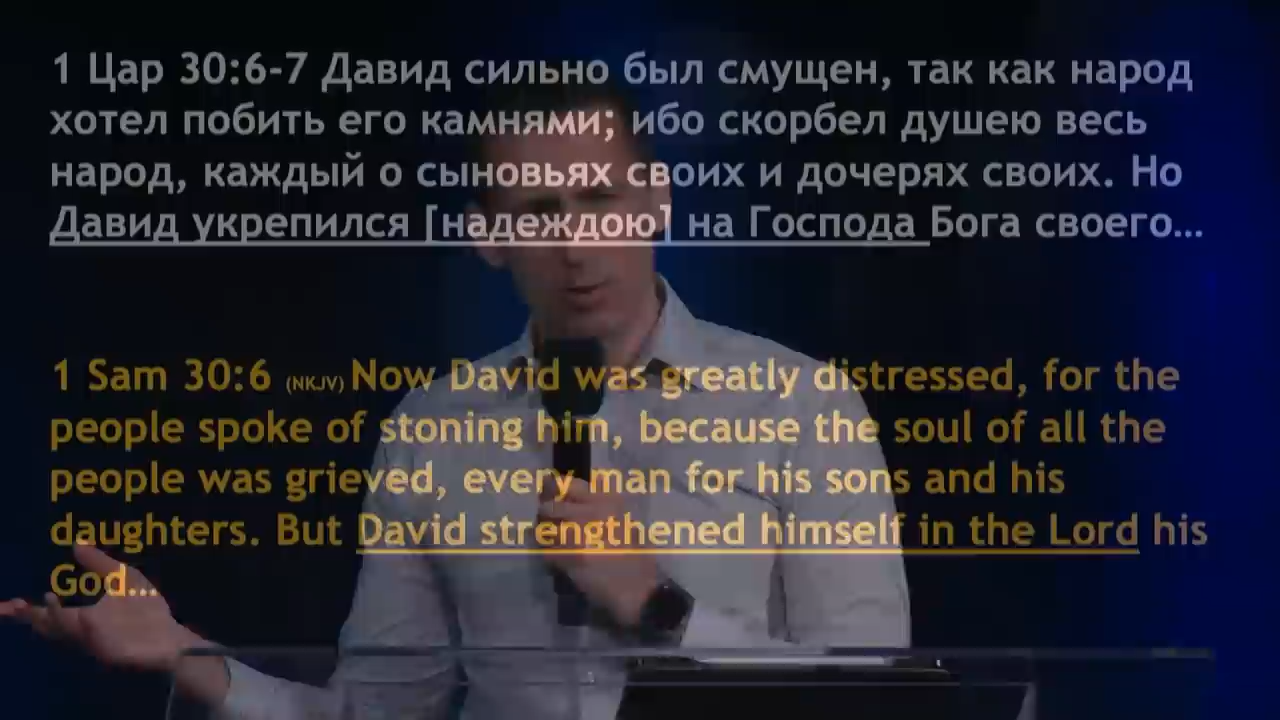 1 Цар 30:6-7 Давид сильно был смущен, так как народ
хотел побить его камнями; ибо скорбел душею весь
народ, каждый о сыновьях своих и дочерях своих. Но
Давид укрепился [надеждою] на Господа Бога своего...
1 Sam 30:6 (NKJV) Now David was greatly distressed, for the
people spoke of stoning him, because the soul of all the
people was grieved, every man for his sons and his
daughters. But David strengthened himself in the Lord his
God...